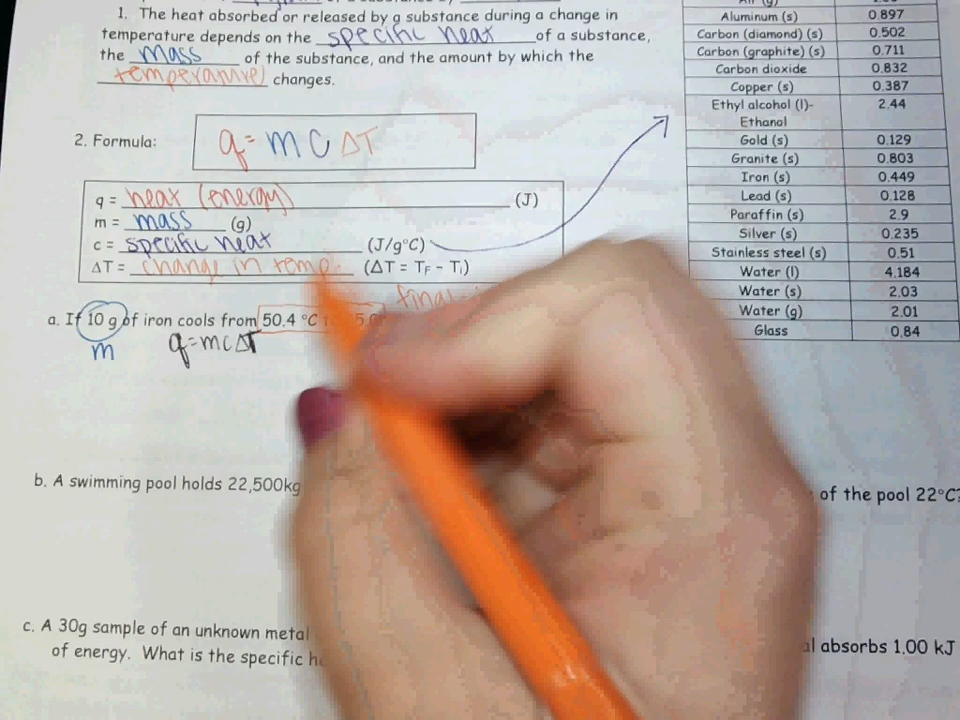 1. The heat absorbed or released by a substance during a change in
temperature depends on the specific heat of a substance,
the mass of the substance, and the amount by which the
temperature changes.
2. Formula:
q = m C ΔT
q = heat (energy) (J)
m = mass (g)
c = specific heat (J/g°C)
ΔT = change in temp. (ΔT = TF - TI)
final
a. If 10 g of iron cools from 50.4 °C
m q = mCΔT
b. A swimming pool holds 22,500kg of the pool 22°C?
c. A 30g sample of an unknown metal absorbs 1.00 kJ
of energy. What is the specific
Aluminum (s) 0.897
Carbon (diamond) (s) 0.502
Carbon (graphite) (s) 0.711
Carbon dioxide 0.832
Copper (s) 0.387
Ethyl alcohol (l)- 2.44
Ethanol
Gold (s) 0.129
Granite (s) 0.803
Iron (s) 0.449
Lead (s) 0.128
Paraffin (s) 2.9
Silver (s) 0.235
Stainless steel (s) 0.51
Water (l) 4.184
Water (s) 2.03
Water (g) 2.01
Glass 0.84